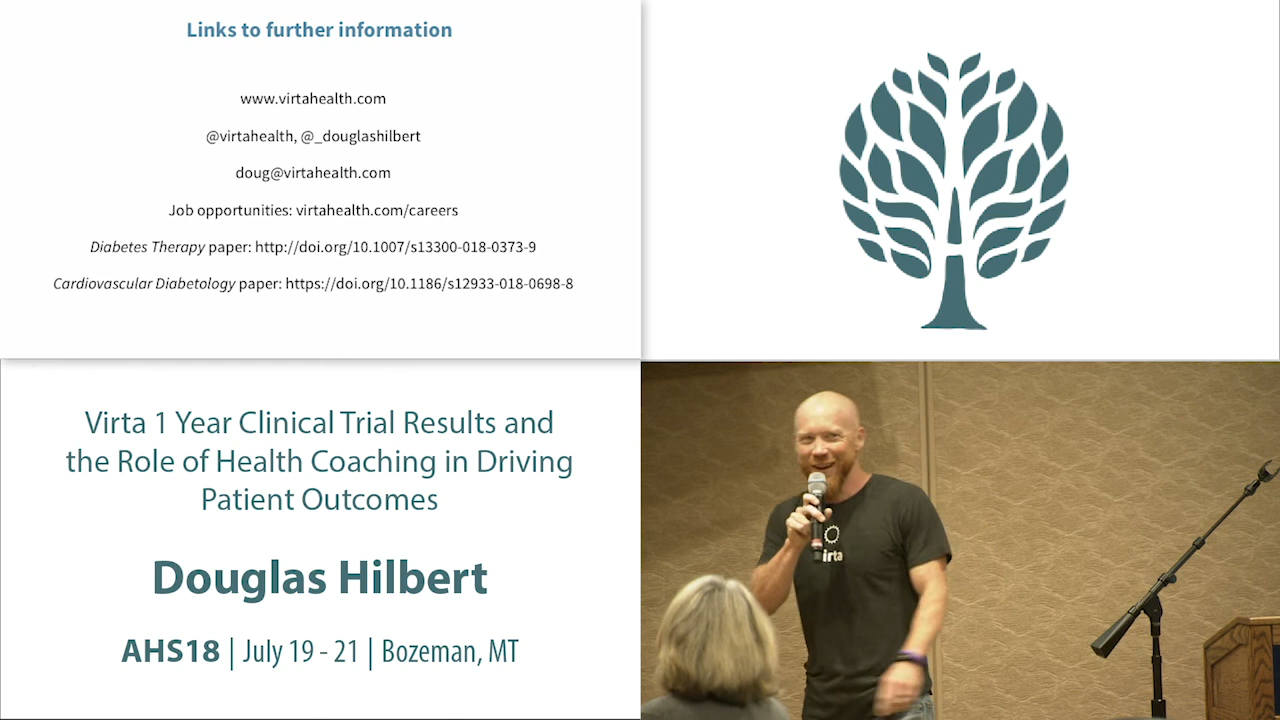 Links to further information
www.virtahealth.com
@virtahealth, @_douglashilbert
doug@virtahealth.com
Job opportunities: virtahealth.com/careers
Diabetes Therapy paper: http://doi.org/10.1007/s13300-018-0373-9
Cardiovascular Diabetology paper: https://doi.org/10.1186/s12933-018-0698-8
Virta 1 Year Clinical Trial Results and
the Role of Health Coaching in Driving
Patient Outcomes
Douglas Hilbert
AHS18 | July 19 - 21 | Bozeman, MT